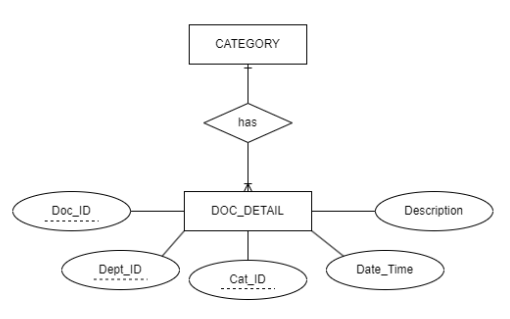 CATEGORY
has
Doc_ID
DOC_DETAIL
Description
Dept_ID
Cat_ID
Date_Time